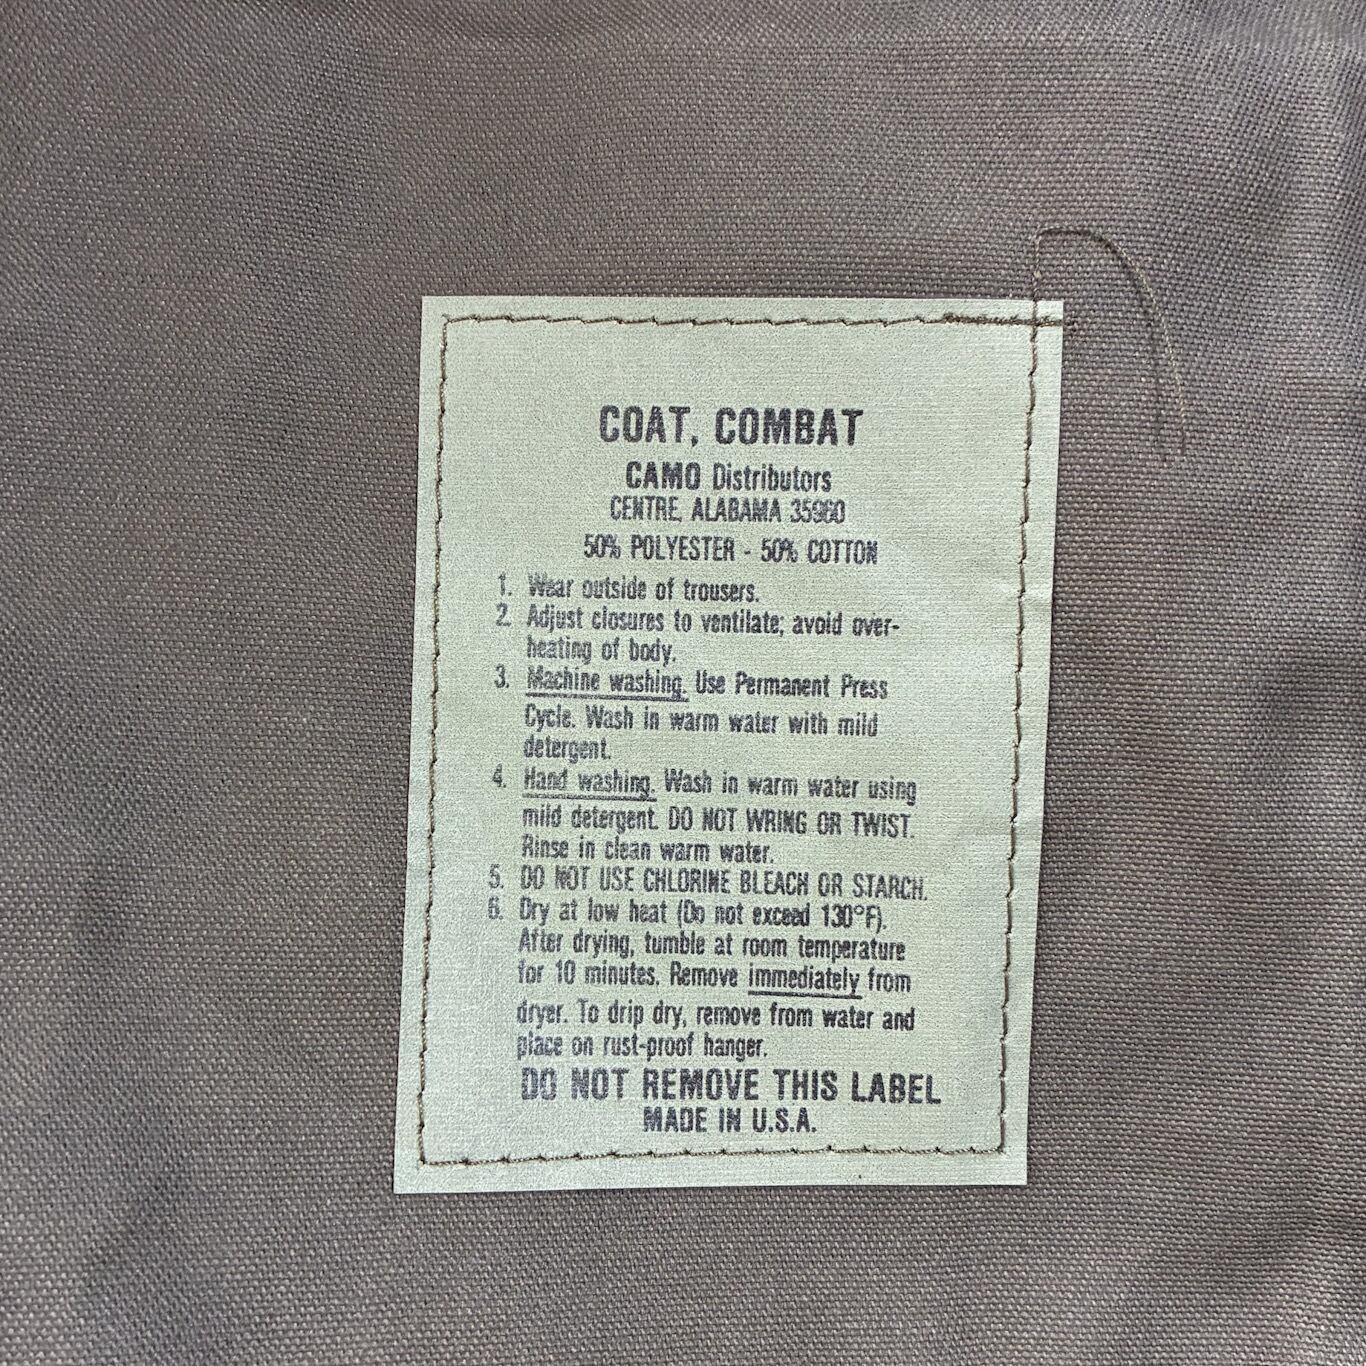 COAT, COMBAT
CAMO Distributors
CENTRE, ALABAMA 35960
50% POLYESTER - 50% COTTON
1. Wear outside of trousers.
2. Adjust closures to ventilate; avoid over-
heating of body.
3. Machine washing. Use Permanent Press
Cycle. Wash in warm water with mild
detergent.
4. Hand washing. Wash in warm water using
mild detergent. DO NOT WRING OR TWIST.
Rinse in clean warm water.
5. DO NOT USE CHLORINE BLEACH OR STARCH.
6. Dry at low heat (Do not exceed 130°F).
After drying, tumble at room temperature
for 10 minutes. Remove immediately from
dryer. To drip dry, remove from water and
place on rust-proof hanger.
DO NOT REMOVE THIS LABEL
MADE IN U.S.A.